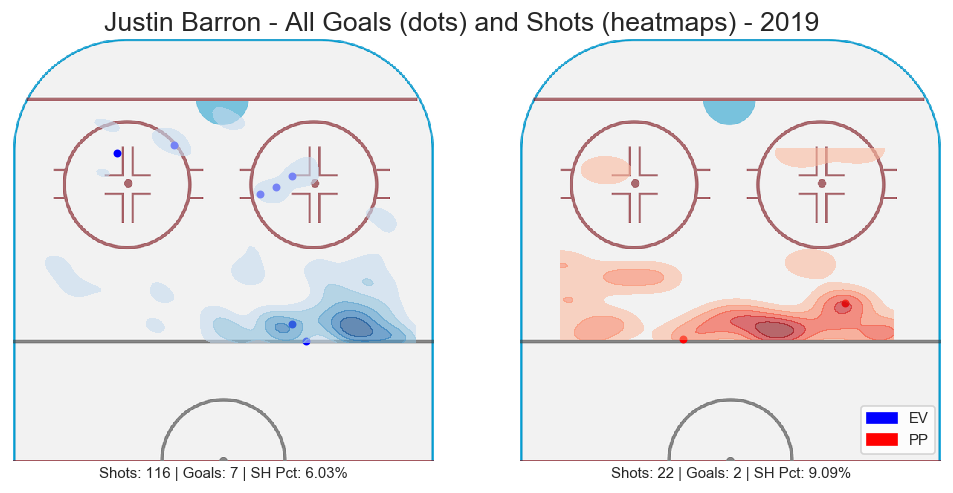 Justin Barron - All Goals (dots) and Shots (heatmaps) - 2019
EV
PP
Shots: 116 | Goals: 7 | SH Pct: 6.03%
Shots: 22 | Goals: 2 | SH Pct: 9.09%